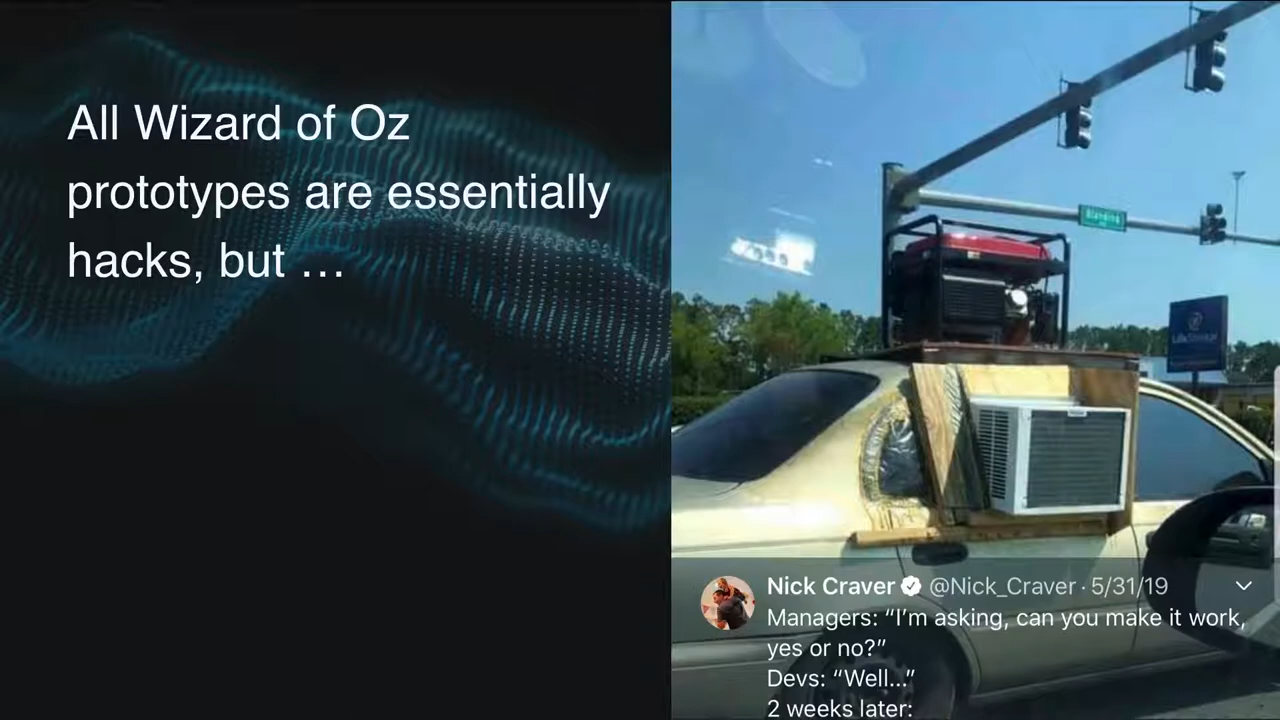 All Wizard of Oz
prototypes are essentially
hacks, but …
Blanding
Nick Craver @Nick_Craver · 5/31/19
Managers: “I’m asking, can you make it work,
yes or no?”
Devs: “Well...”
2 weeks later: